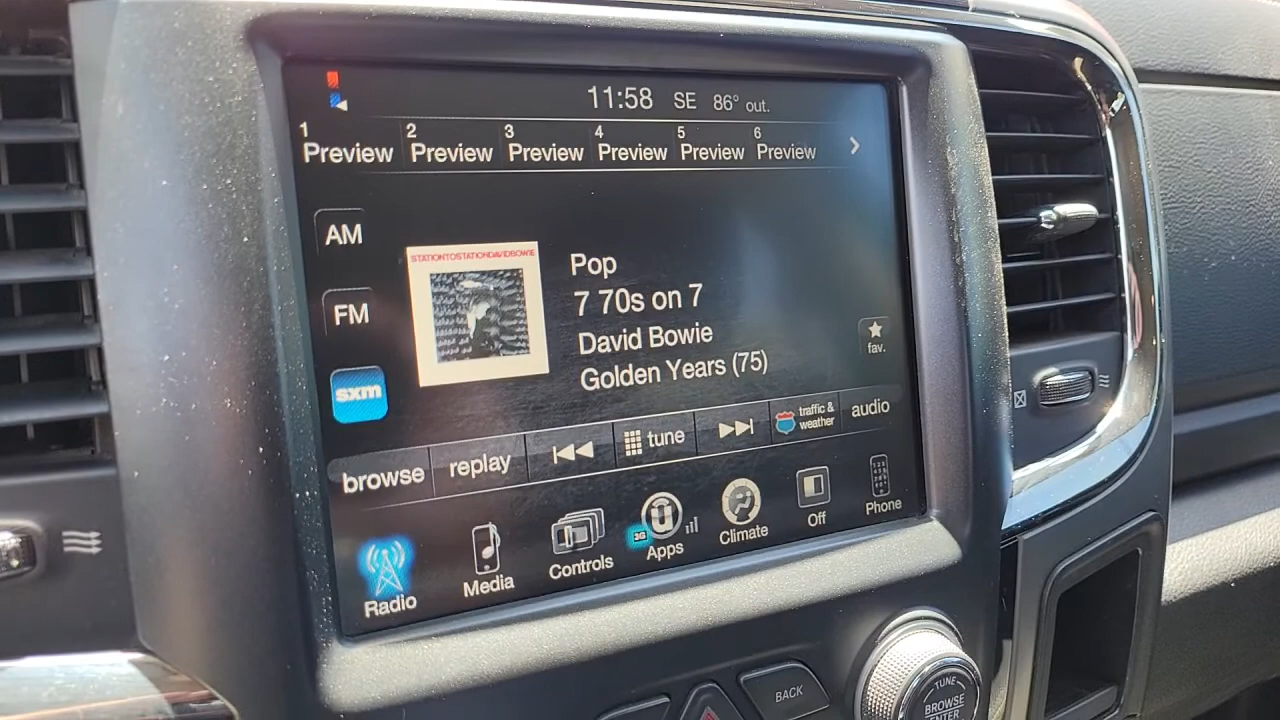 11:58 SE 86° out.
1 2 3 4 5 6
Preview Preview Preview Preview Preview Preview
AM
FM
sxm
STATIONTOSTATIONDAVIDBOWIE
Pop
7 70s on 7
David Bowie
Golden Years (75)
fav.
browse replay tune traffic & weather audio
Radio Media Controls 3G Apps Climate Off Phone
BACK
TUNE
BROWSE
ENTER